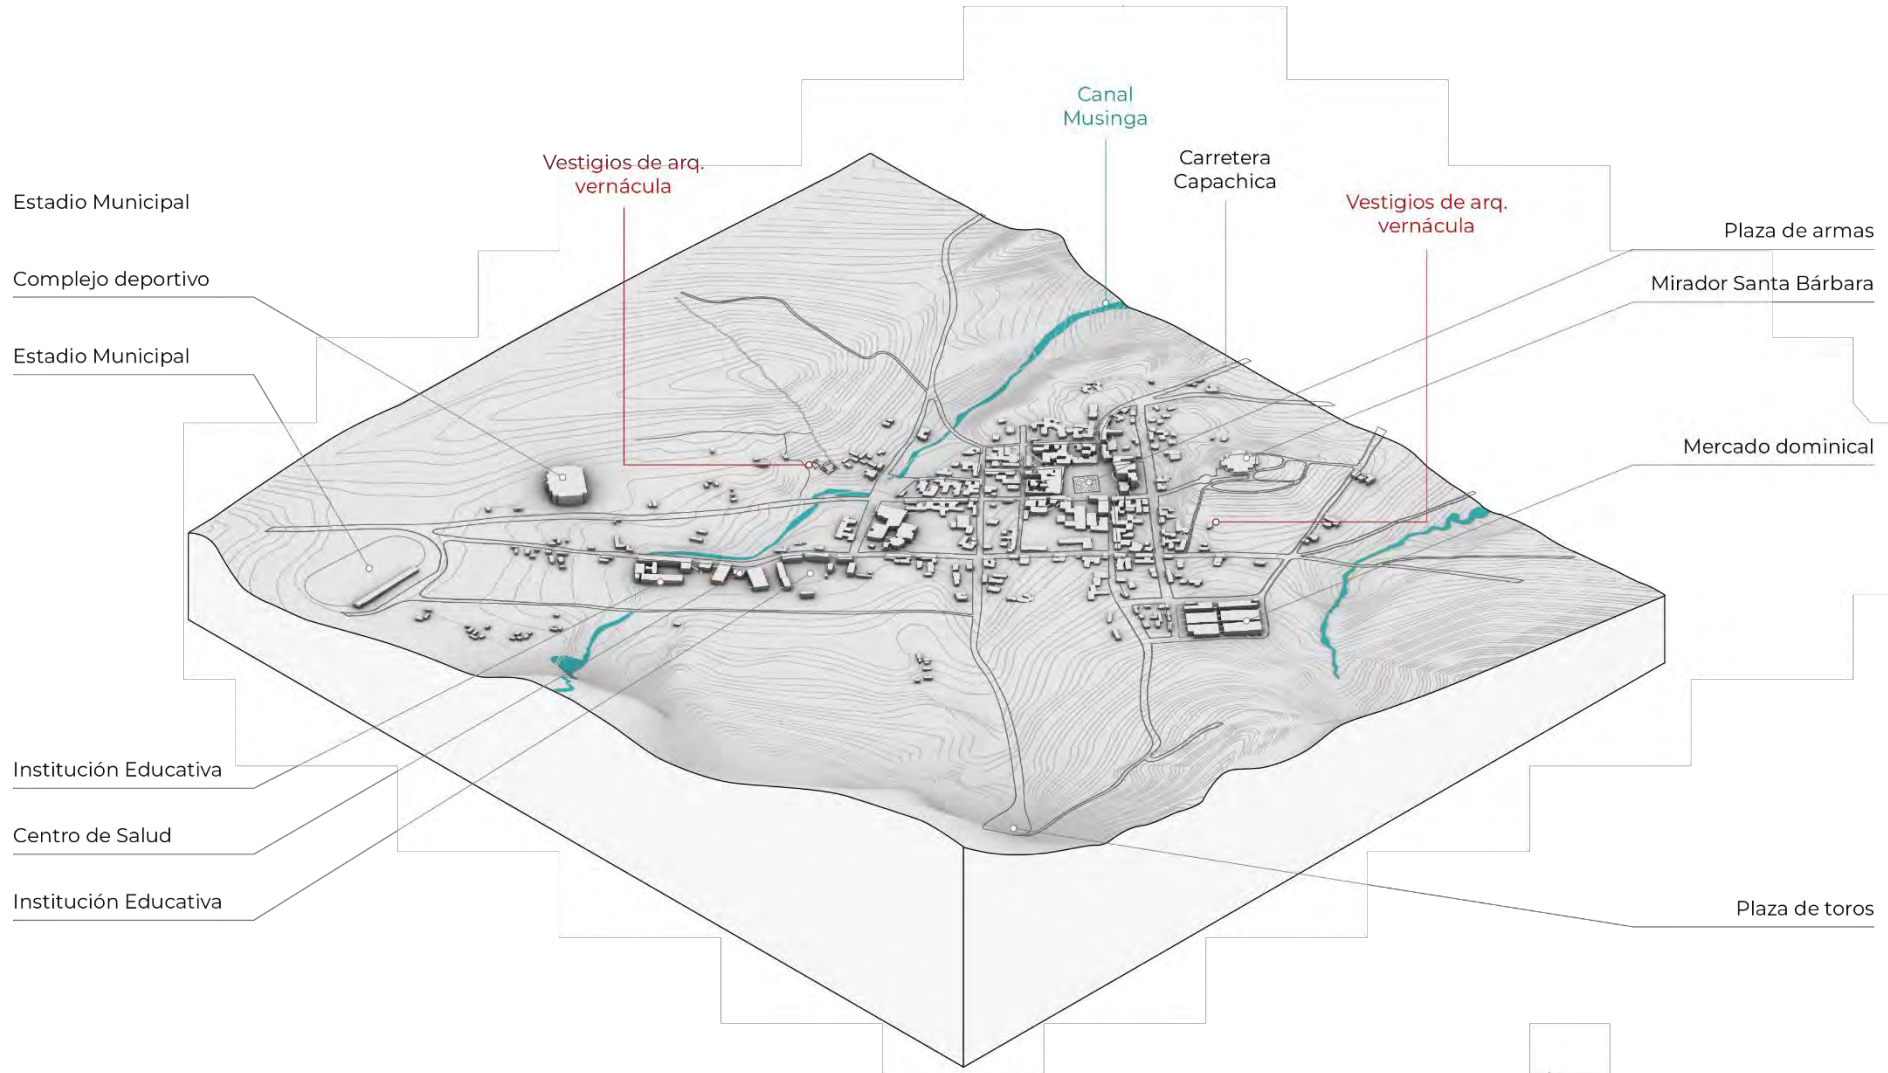 Canal
Musinga
Carretera
Capachica
Vestigios de arq.
vernácula
Vestigios de arq.
vernácula
Estadio Municipal
Complejo deportivo
Estadio Municipal
Plaza de armas
Mirador Santa Bárbara
Mercado dominical
Institución Educativa
Centro de Salud
Institución Educativa
Plaza de toros